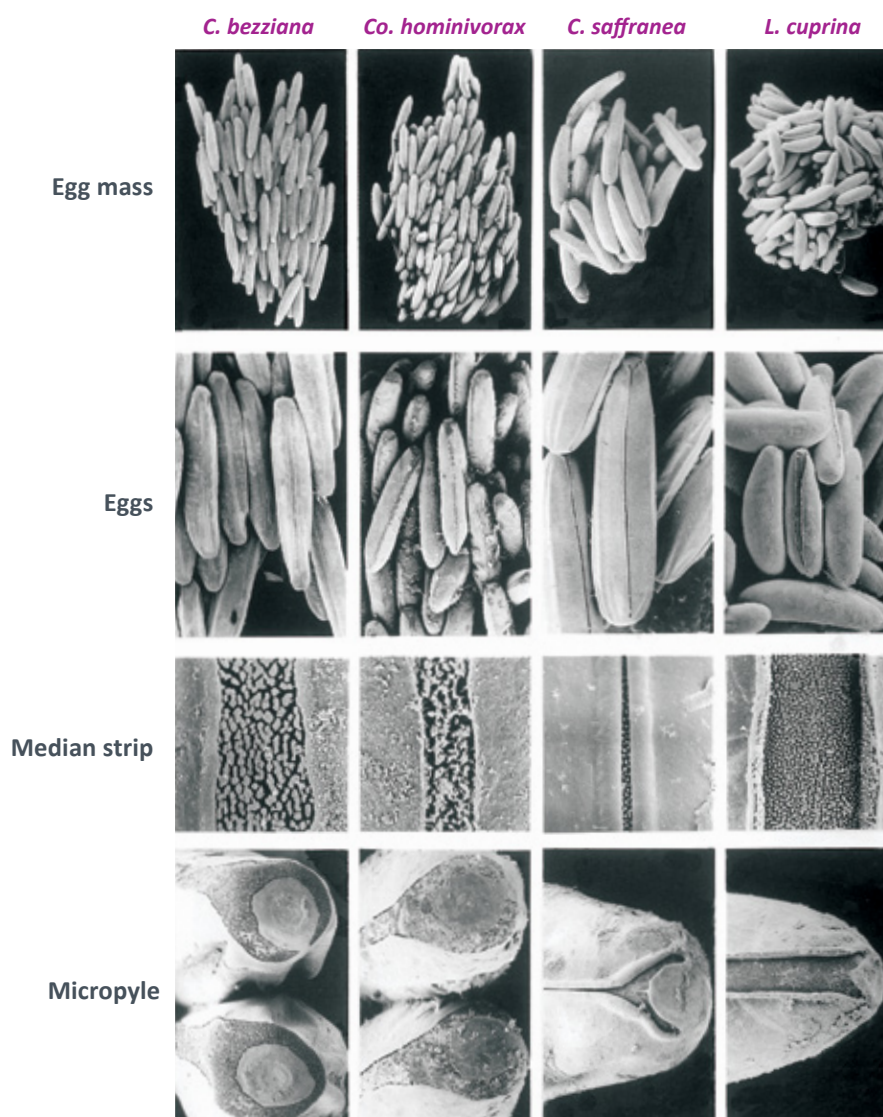 C. bezziana Co. hominivorax C. saffranea L. cuprina
Egg mass
Eggs
Median strip
Micropyle